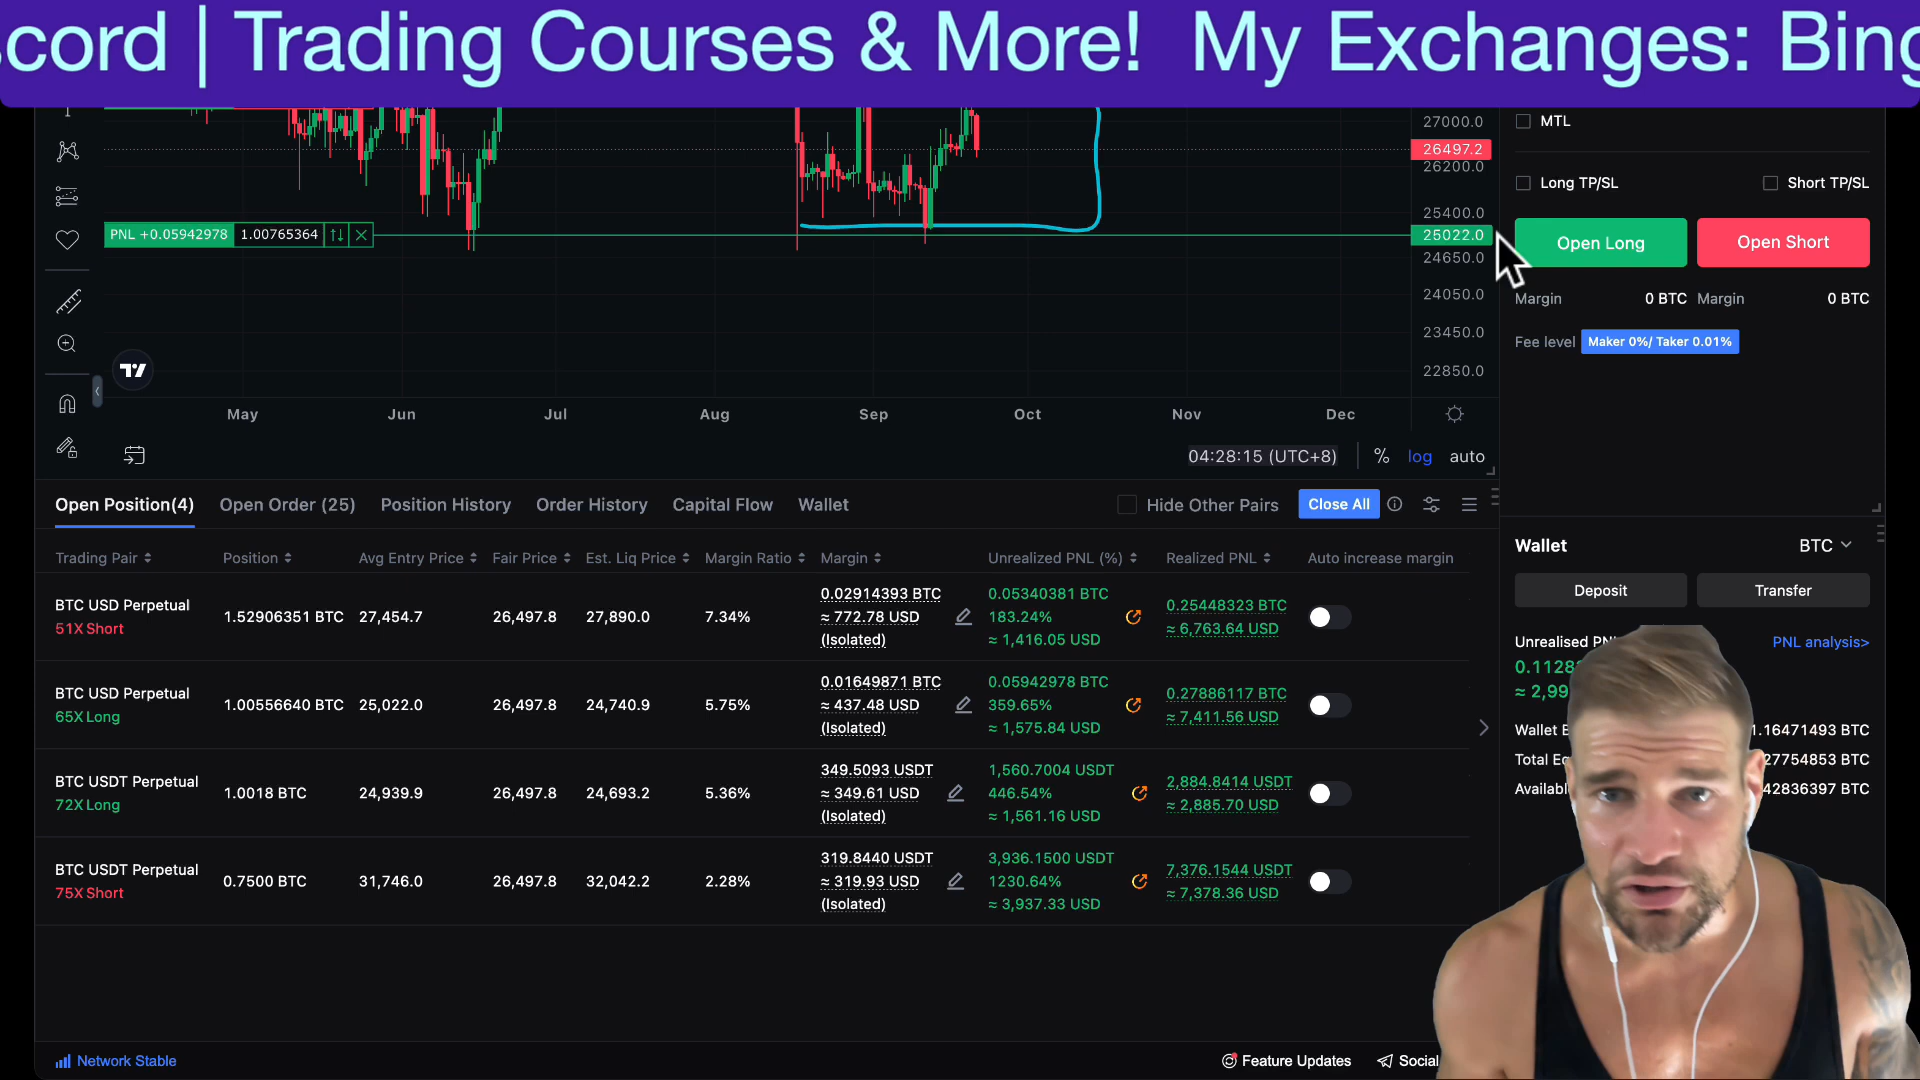 cord | Trading Courses & More! My Exchanges: Bing
27000.0
26497.2
26200.0
25400.0
25022.0
24650.0
24050.0
23450.0
22850.0
PNL +0.05942978 1.00765364
May Jun Jul Aug Sep Oct Nov Dec
04:28:15 (UTC+8) % log auto
MTL
Long TP/SL Short TP/SL
Open Long Open Short
Margin 0 BTC Margin 0 BTC
Fee level Maker 0%/ Taker 0.01%
Open Position(4) Open Order (25) Position History Order History Capital Flow Wallet Hide Other Pairs Close All
Trading Pair Position Avg Entry Price Fair Price Est. Liq Price Margin Ratio Margin Unrealized PNL (%) Realized PNL Auto increase margin
BTC USD Perpetual
51X Short
1.52906351 BTC 27,454.7 26,497.8 27,890.0 7.34%
0.02914393 BTC
≈ 772.78 USD
(Isolated)
0.05340381 BTC
183.24%
≈ 1,416.05 USD
0.25448323 BTC
≈ 6,763.64 USD
BTC USD Perpetual
65X Long
1.00556640 BTC 25,022.0 26,497.8 24,740.9 5.75%
0.01649871 BTC
≈ 437.48 USD
(Isolated)
0.05942978 BTC
359.65%
≈ 1,575.84 USD
0.27886117 BTC
≈ 7,411.56 USD
BTC USDT Perpetual
72X Long
1.0018 BTC 24,939.9 26,497.8 24,693.2 5.36%
349.5093 USDT
≈ 349.61 USD
(Isolated)
1,560.7004 USDT
446.54%
≈ 1,561.16 USD
2,884.8414 USDT
≈ 2,885.70 USD
BTC USDT Perpetual
75X Short
0.7500 BTC 31,746.0 26,497.8 32,042.2 2.28%
319.8440 USDT
≈ 319.93 USD
(Isolated)
3,936.1500 USDT
1230.64%
≈ 3,937.33 USD
7,376.1544 USDT
≈ 7,378.36 USD
Wallet BTC
Deposit Transfer
Unrealised PN PNL analysis>
0.1128
≈ 2,99
Wallet 1.16471493 BTC
Total Eq 27754853 BTC
Availabl 42836397 BTC
Network Stable Feature Updates Social